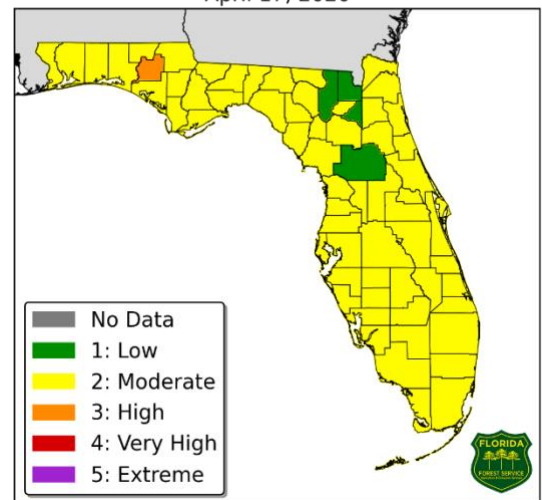 No Data
1: Low
2: Moderate
3: High
4: Very High
5: Extreme
FLORIDA
FOREST SERVICE